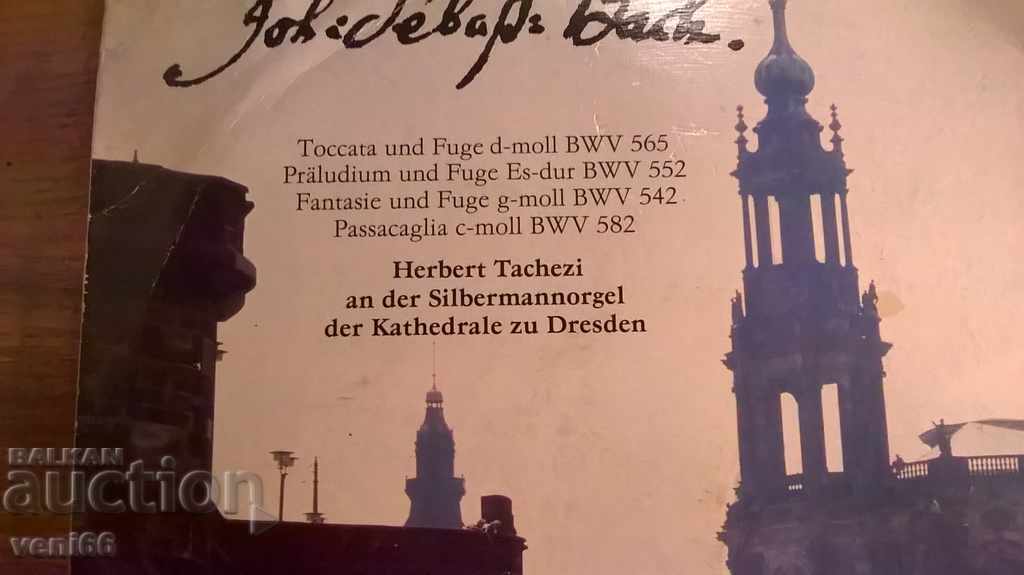 Joh: Sebast: Bach.
Toccata und Fuge d-moll BWV 565
Präludium und Fuge Es-dur BWV 552
Fantasie und Fuge g-moll BWV 542
Passacaglia c-moll BWV 582
Herbert Tachezi
an der Silbermannorgel
der Kathedrale zu Dresden
BALKAN
auction
veni66